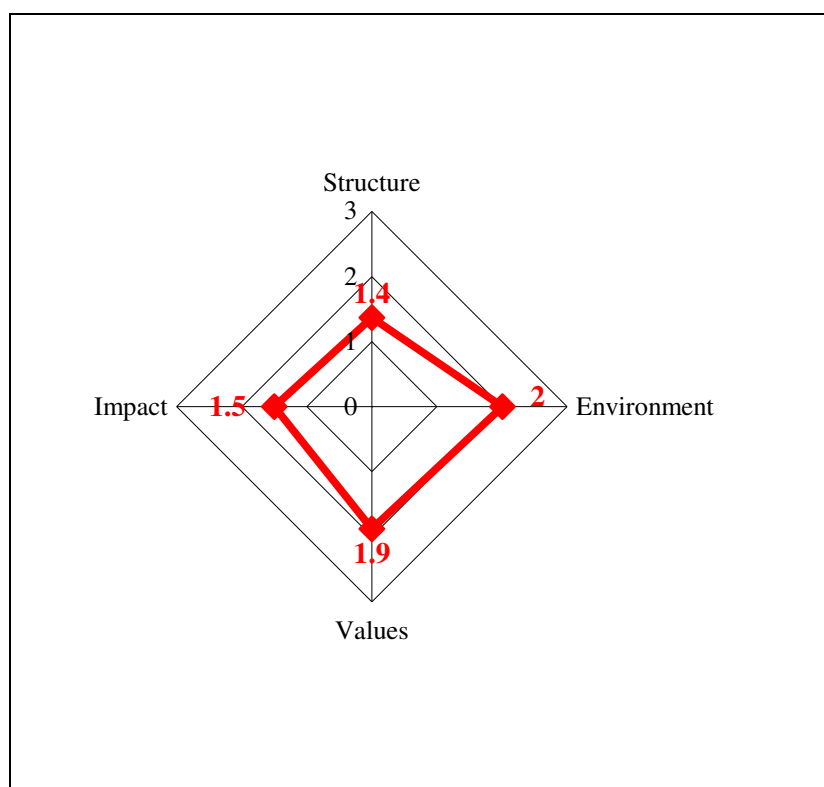 Structure
3
2
1.4
1
Impact
1.5
0
2
Environment
1.9
Values